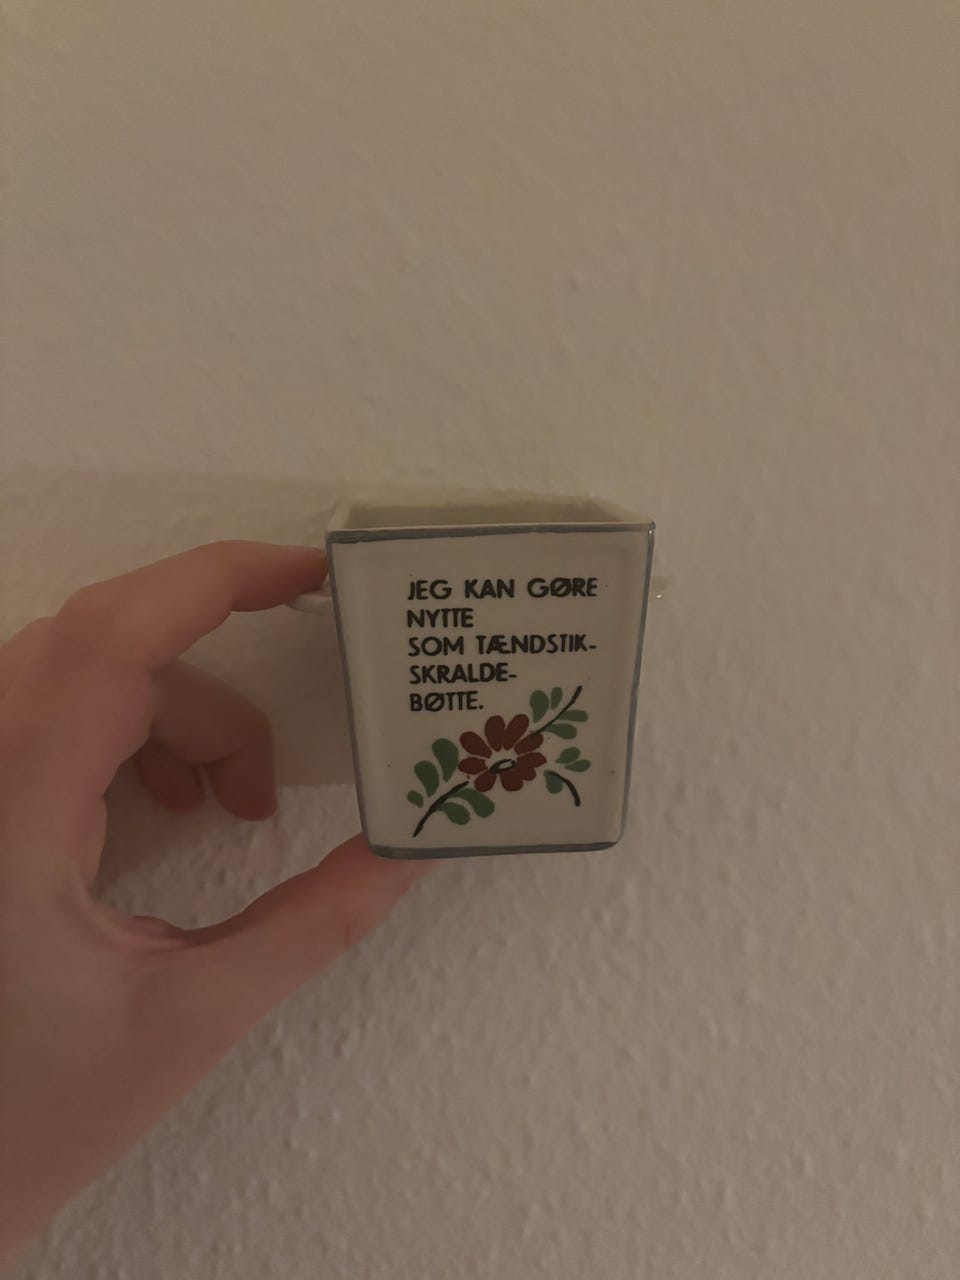 JEG KAN GØRE
NYTTE
SOM TÆNDSTIK-
SKRALDE-
BØTTE.